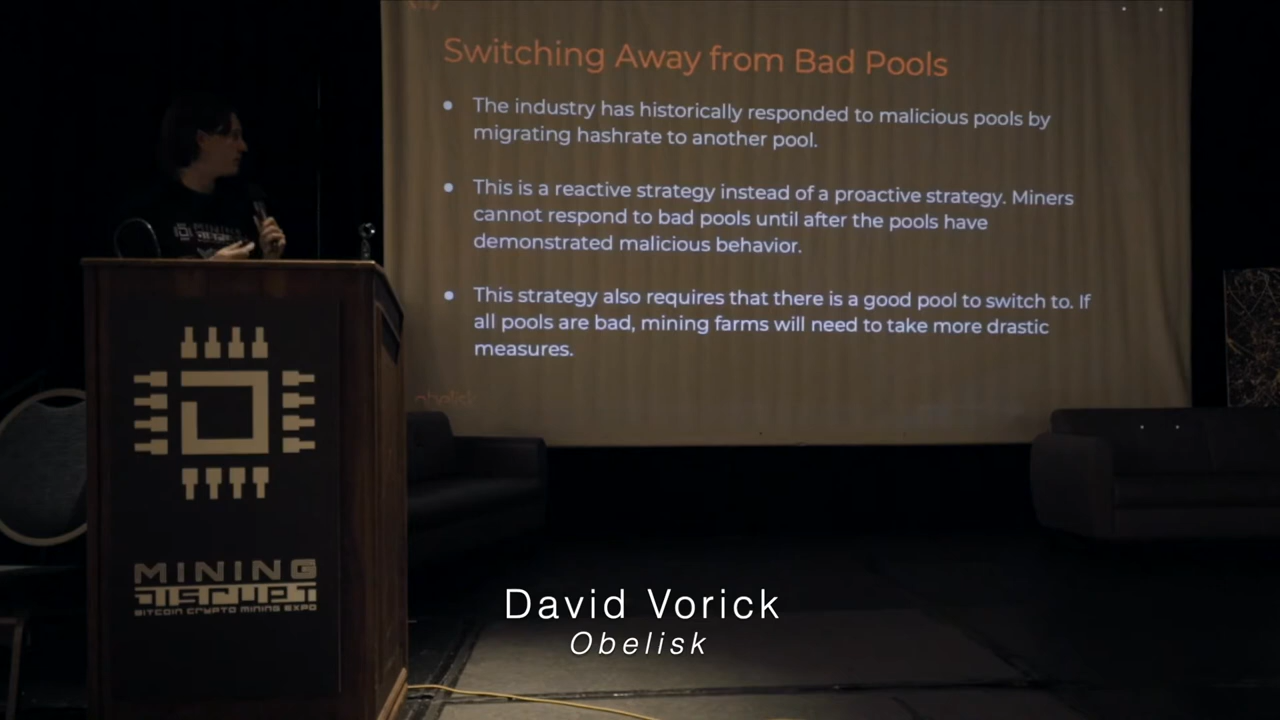 Switching Away from Bad Pools
● The industry has historically responded to malicious pools by
migrating hashrate to another pool.
● This is a reactive strategy instead of a proactive strategy. Miners
cannot respond to bad pools until after the pools have
demonstrated malicious behavior.
● This strategy also requires that there is a good pool to switch to. If
all pools are bad, mining farms will need to take more drastic
measures.
obelisk
MINING
DISRUPT
BITCOIN CRYPTO MINING EXPO
David Vorick
Obelisk